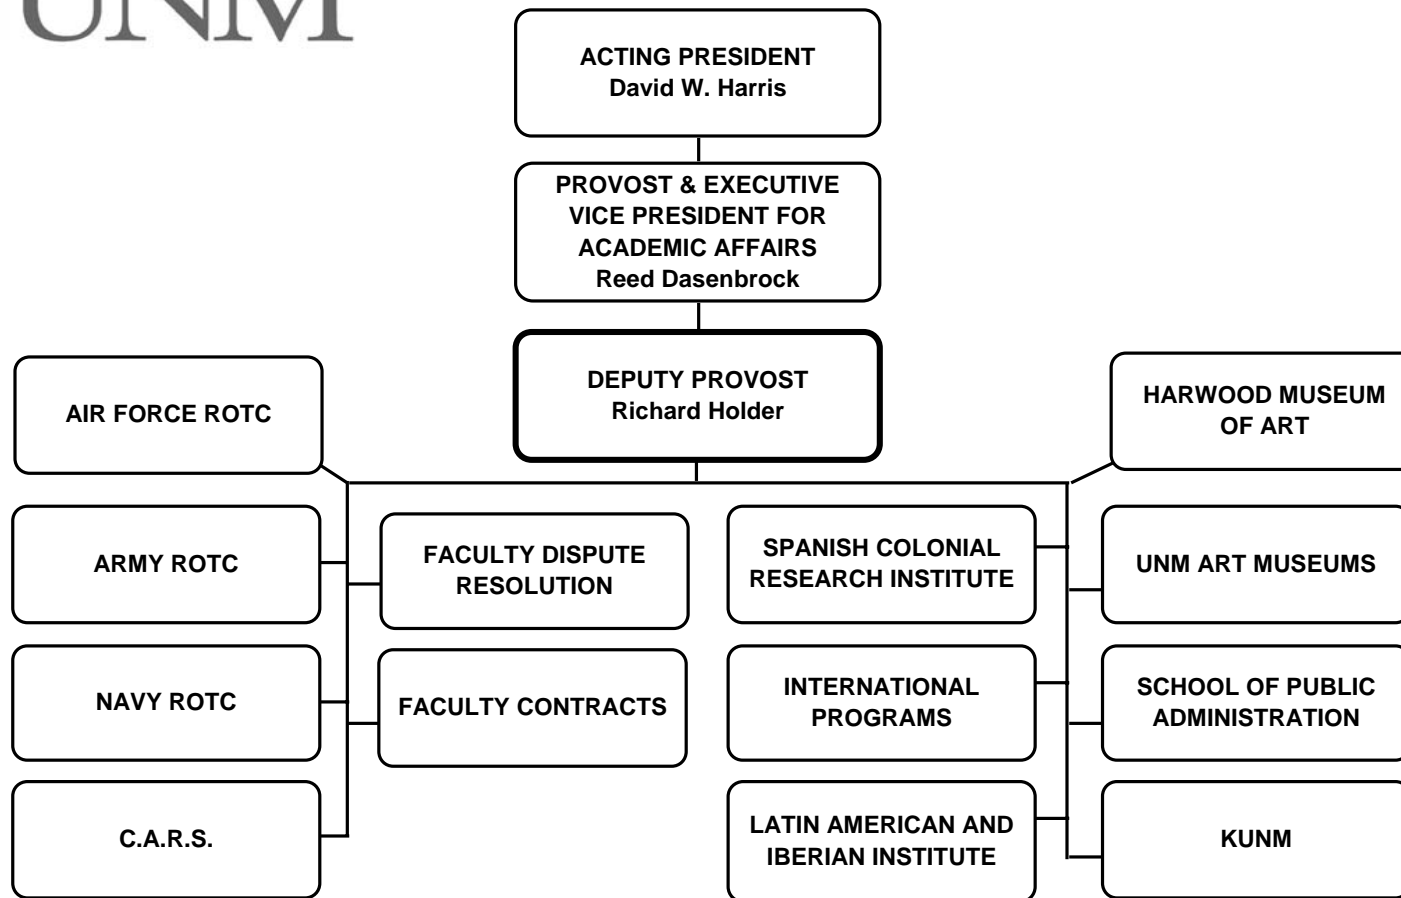 UNM
ACTING PRESIDENT
David W. Harris
PROVOST & EXECUTIVE
VICE PRESIDENT FOR
ACADEMIC AFFAIRS
Reed Dasenbrock
DEPUTY PROVOST
Richard Holder
AIR FORCE ROTC
HARWOOD MUSEUM
OF ART
ARMY ROTC
FACULTY DISPUTE
RESOLUTION
SPANISH COLONIAL
RESEARCH INSTITUTE
UNM ART MUSEUMS
NAVY ROTC
FACULTY CONTRACTS
INTERNATIONAL
PROGRAMS
SCHOOL OF PUBLIC
ADMINISTRATION
C.A.R.S.
LATIN AMERICAN AND
IBERIAN INSTITUTE
KUNM